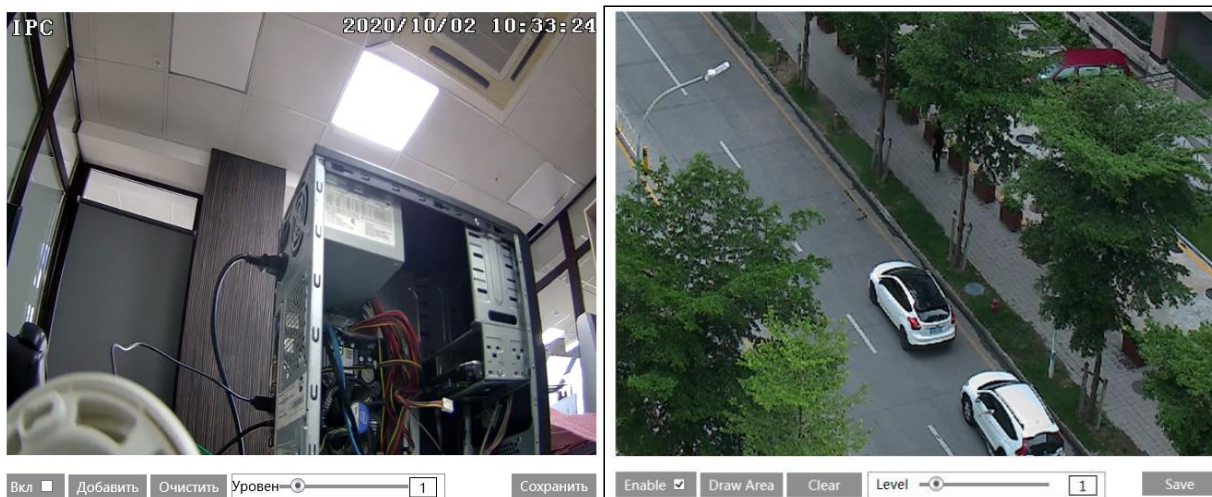 IPC 2020/10/02 10:33:24
Вкл Добавить Очистить Уровен 1 Сохранить
Enable Draw Area Clear Level 1 Save